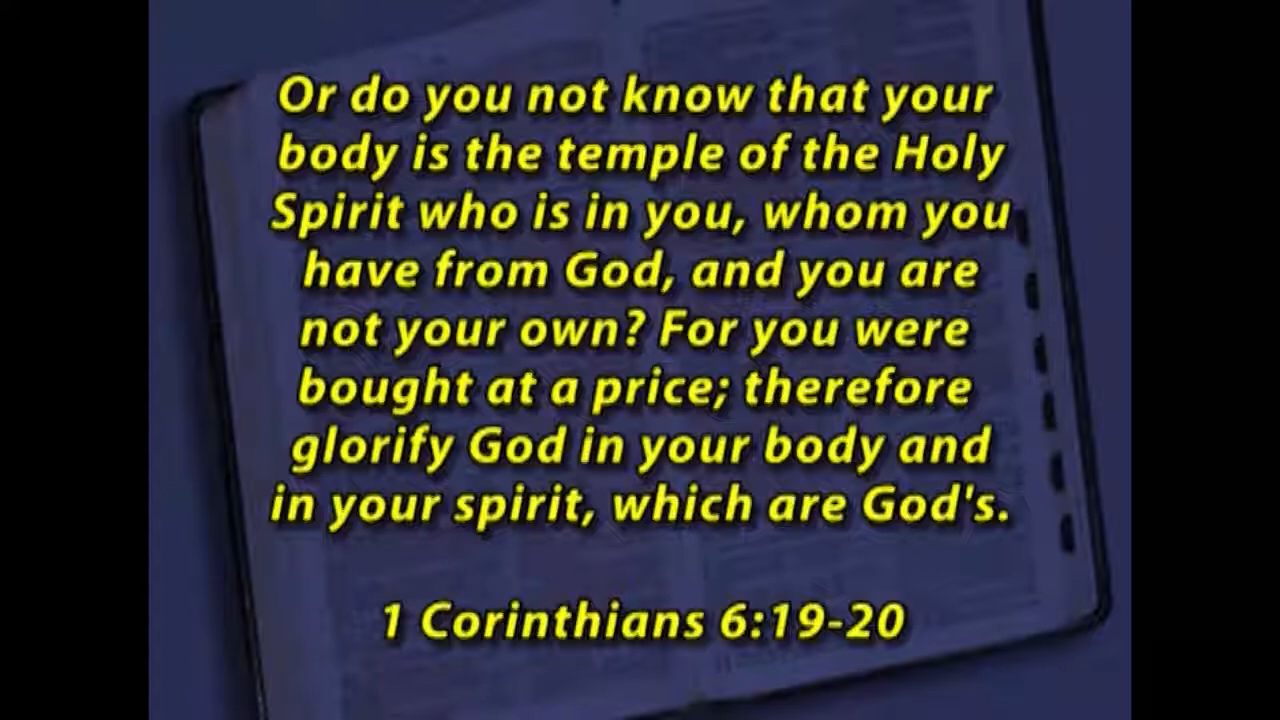 Or do you not know that your
body is the temple of the Holy
Spirit who is in you, whom you
have from God, and you are
not your own? For you were
bought at a price; therefore
glorify God in your body and
in your spirit, which are God's.
1 Corinthians 6:19-20